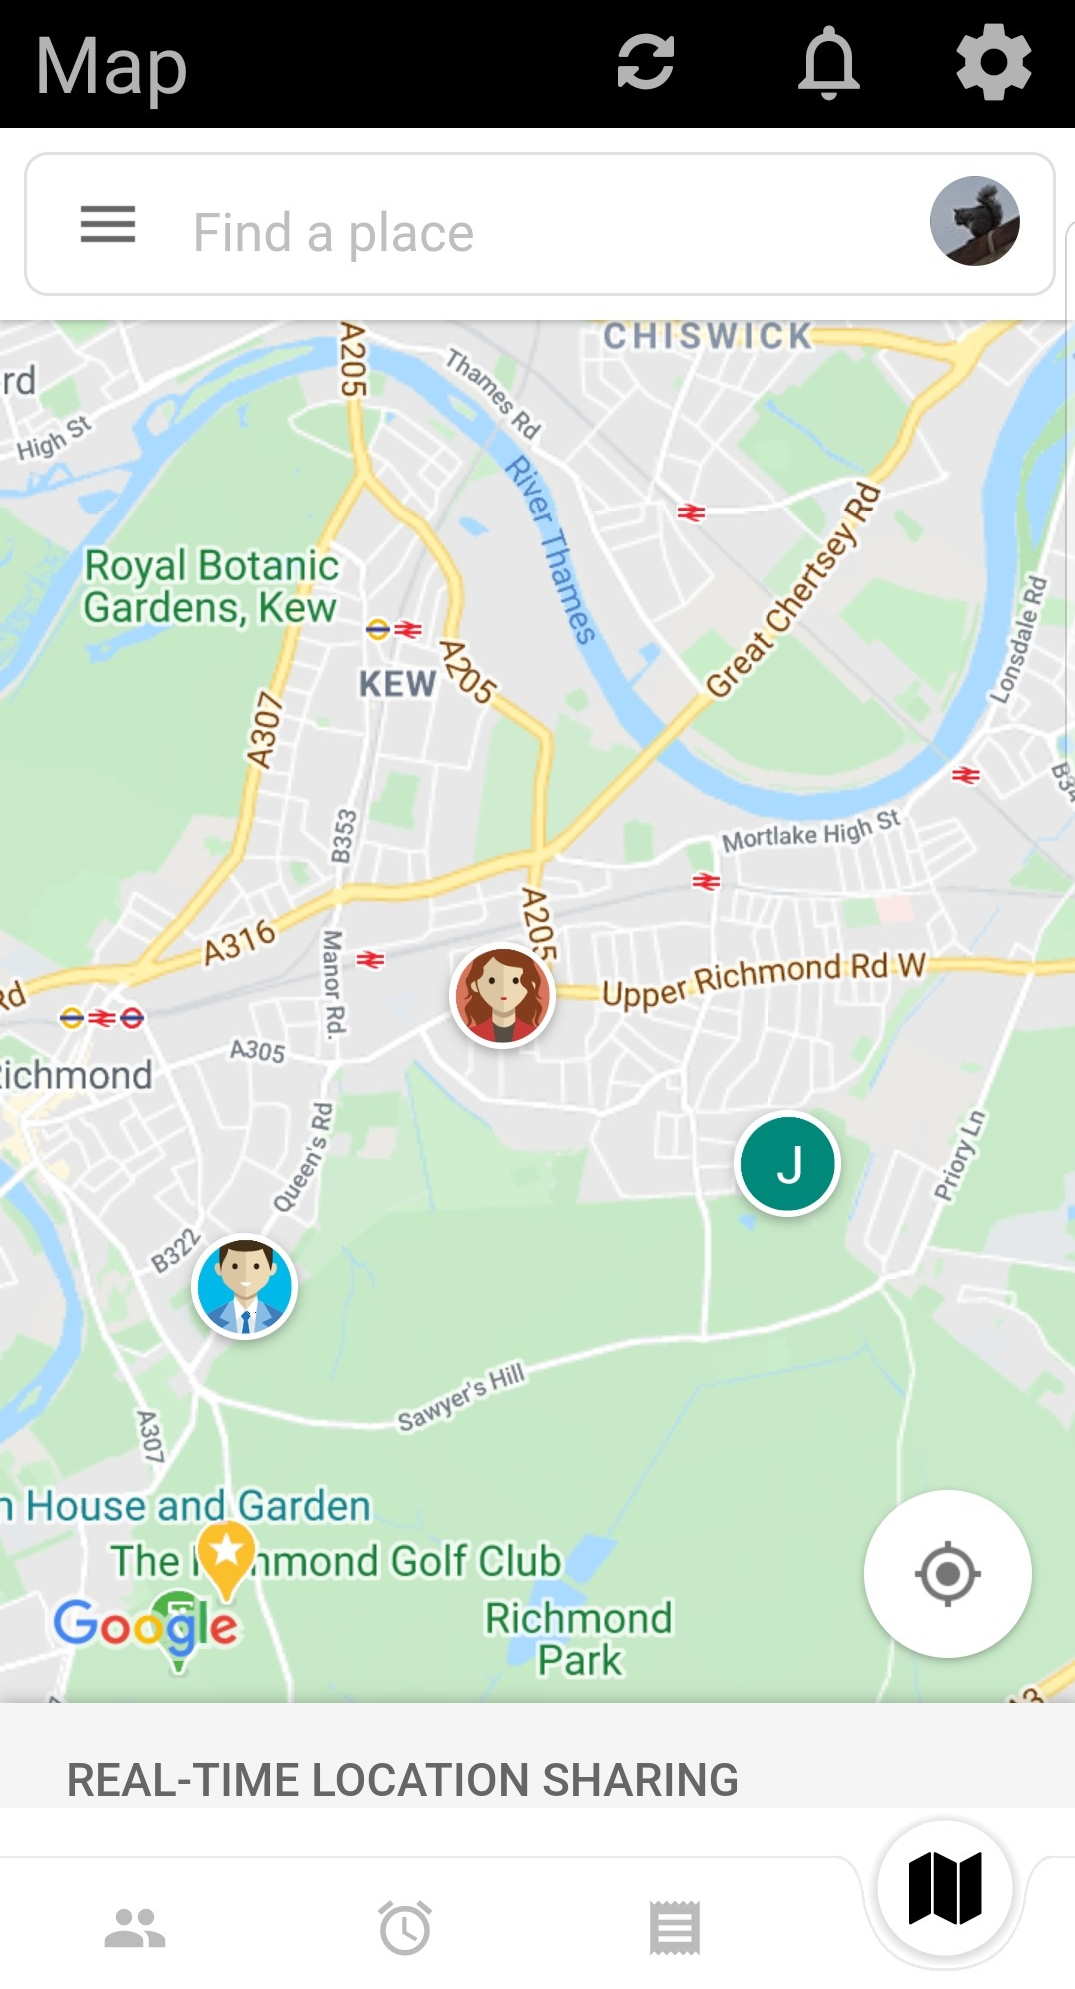 Map
Find a place
CHISWICK
A205
Thames Rd
rd
High St
River Thames
Great Chertsey Rd
Royal Botanic
Gardens, Kew
Lonsdale Rd
KEW
A205
A307
B353
Mortlake High St
A205
A316
Manor Rd.
Upper Richmond Rd W
Rd
A305
ichmond
Queen's Rd
J
Priory Ln
B322
Sawyer's Hill
A307
n House and Garden
The mond Golf Club
Google
Richmond
Park
REAL-TIME LOCATION SHARING